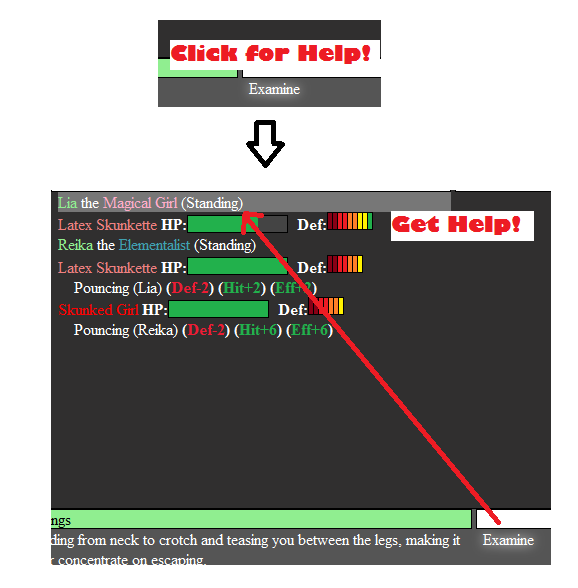 Click for Help!
Examine
Lia the Magical Girl (Standing)
Get Help!
Latex Skunkette HP: Def:
Reika the Elementalist (Standing)
Latex Skunkette HP: Def:
Pouncing (Lia) (Def-2) (Hit+2) (Eff+2)
Skunked Girl HP: Def:
Pouncing (Reika) (Def-2) (Hit+6) (Eff+6)
ngs
ding from neck to crotch and teasing you between the legs, making it
Examine
concentrate on escaping.